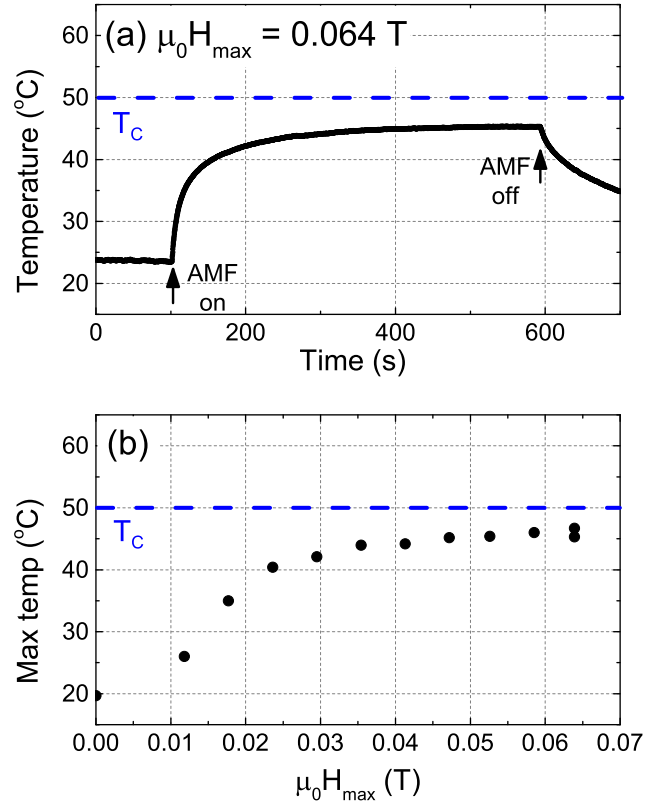 (a) μ₀Hₘₐₓ = 0.064 T
60
50
40
30
20
T_C
AMF
on
AMF
off
0
200
400
600
Time (s)
Temperature (°C)
(b)
60
50
40
30
20
T_C
0.00
0.01
0.02
0.03
0.04
0.05
0.06
0.07
μ₀Hₘₐₓ (T)
Max temp (°C)